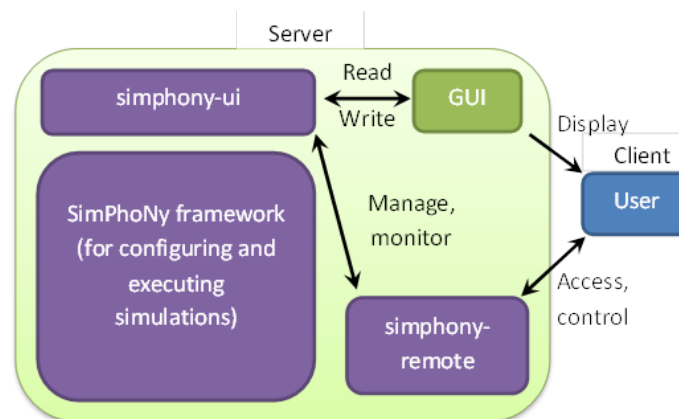 Server
simphony-ui
Read
Write
GUI
Display
Client
User
SimPhoNy framework
(for configuring and
executing
simulations)
Manage,
monitor
simphony-
remote
Access,
control